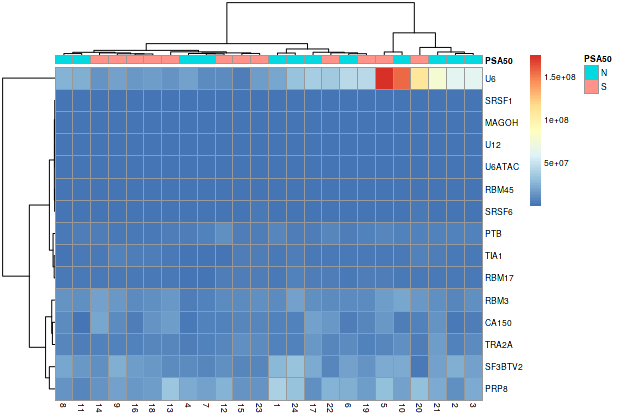 PSA50
U6
SRSF1
MAGOH
U12
U6ATAC
RBM45
SRSF6
PTB
TIA1
RBM17
RBM3
CA150
TRA2A
SF3BTV2
PRP8
8 11 14 9 16 18 13 4 7 12 15 23 1 24 17 22 6 19 5 10 20 21 2 3
1.5e+08
1e+08
5e+07
PSA50
N
S